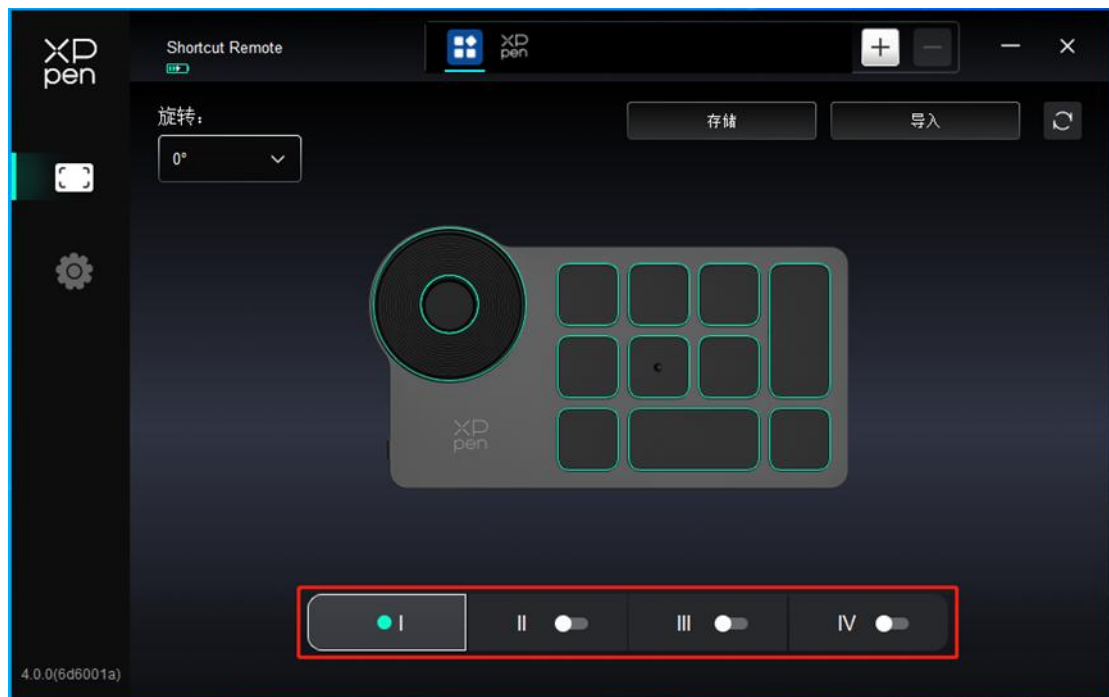 XP
pen
Shortcut Remote
XP
pen
旋转：
0°
存储
导入
XP
pen
I
II
III
IV
4.0.0(6d6001a)